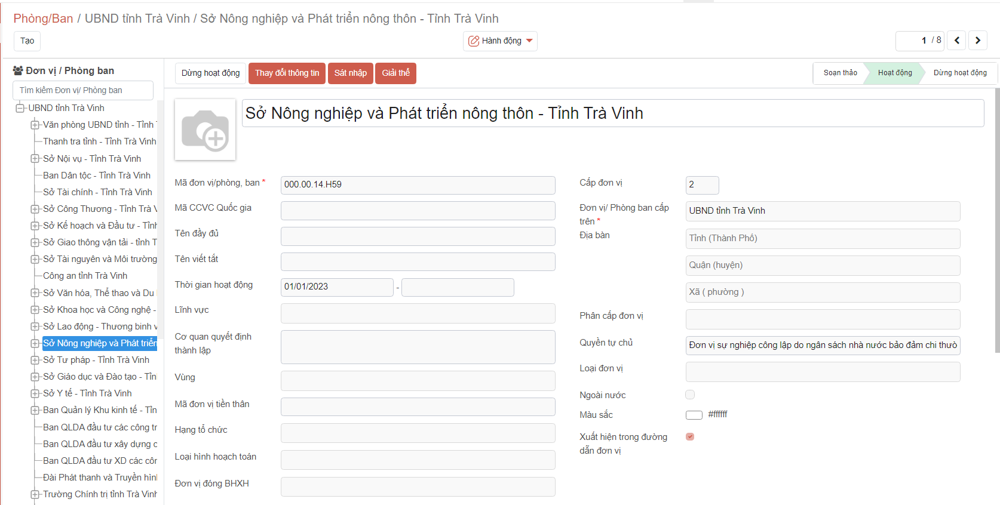 Phòng/Ban / UBND tỉnh Trà Vinh / Sở Nông nghiệp và Phát triển nông thôn - Tỉnh Trà Vinh
Tạo
Hành động
1 / 8
Đơn vị / Phòng ban
Tìm kiếm Đơn vị/ Phòng ban
UBND tỉnh Trà Vinh
Văn phòng UBND tỉnh - Tỉnh
Thanh tra tỉnh - Tỉnh Trà Vinh
Sở Nội vụ - Tỉnh Trà Vinh
Ban Dân tộc - Tỉnh Trà Vinh
Sở Tài chính - Tỉnh Trà Vinh
Sở Công Thương - Tỉnh Trà V
Sở Kế hoạch và Đầu tư - Tỉnh
Sở Giao thông vận tải - tỉnh T
Sở Tài nguyên và Môi trường
Công an tỉnh Trà Vinh
Sở Văn hóa, Thể thao và Du
Sở Khoa học và Công nghệ -
Sở Lao động - Thương binh v
Sở Nông nghiệp và Phát triển
Sở Tư pháp - Tỉnh Trà Vinh
Sở Giáo dục và Đào tạo - Tỉn
Sở Y tế - Tỉnh Trà Vinh
Ban Quản lý Khu kinh tế - Tỉn
Ban QLDA đầu tư các công tr
Ban QLDA đầu tư xây dựng c
Ban QLDA đầu tư XD các côn
Đài Phát thanh và Truyền hình
Trường Chính trị tỉnh Trà Vinh
Dừng hoạt động
Thay đổi thông tin
Sát nhập
Giải thể
Soạn thảo
Hoạt động
Dừng hoạt động
Sở Nông nghiệp và Phát triển nông thôn - Tỉnh Trà Vinh
Mã đơn vị/phòng, ban *
000.00.14.H59
Mã CCVC Quốc gia
Tên đầy đủ
Tên viết tắt
Thời gian hoạt động
01/01/2023
-
Lĩnh vực
Cơ quan quyết định
thành lập
Vùng
Mã đơn vị tiền thân
Hạng tổ chức
Loại hình hoạch toán
Đơn vị đóng BHXH
Cấp đơn vị
2
Đơn vị/ Phòng ban cấp
trên *
UBND tỉnh Trà Vinh
Địa bàn
Tỉnh (Thành Phố)
Quận (huyện)
Xã ( phường )
Phân cấp đơn vị
Quyền tự chủ
Đơn vị sự nghiệp công lập do ngân sách nhà nước bảo đảm chi thườ
Loại đơn vị
Ngoài nước
Màu sắc
#ffffff
Xuất hiện trong đường
dẫn đơn vị